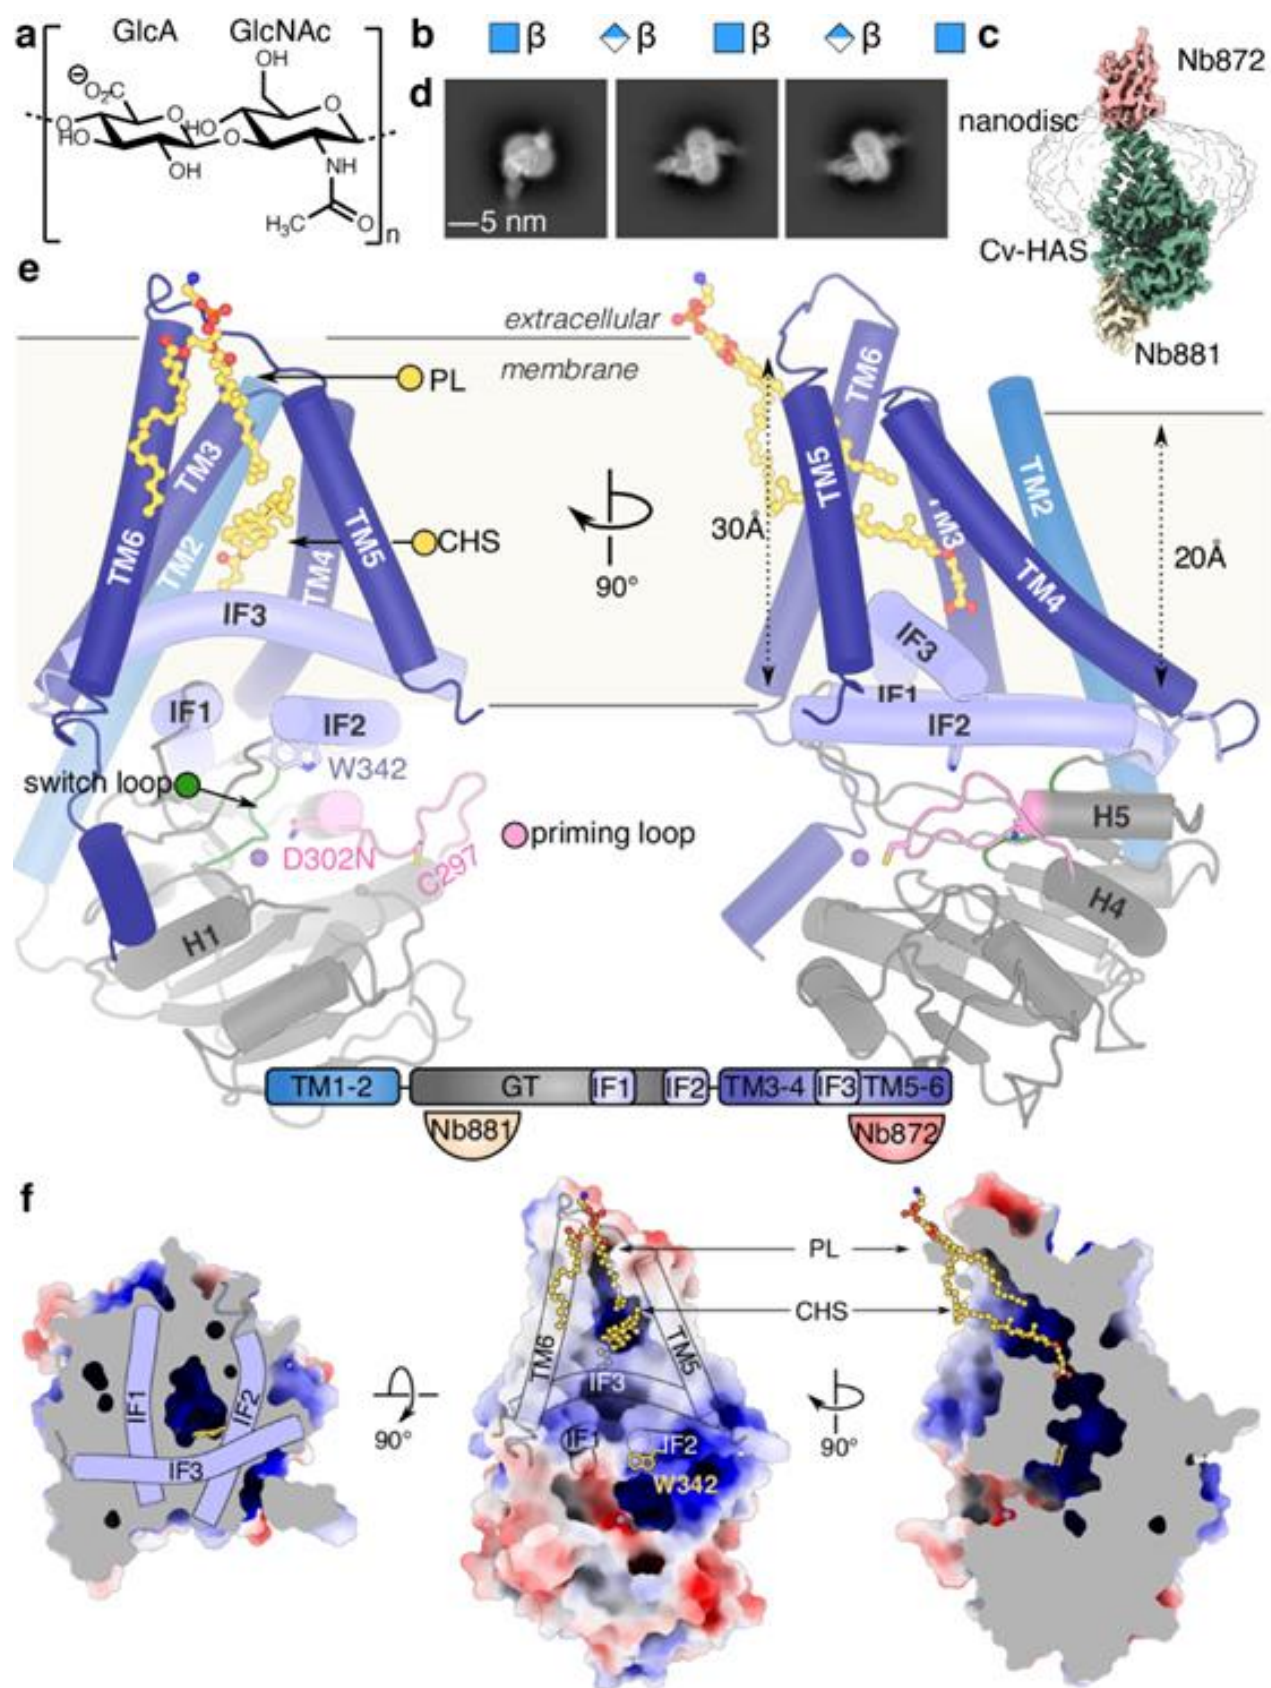 a GlcA GlcNAc
OH
⊖
O₂C
O
O
HO
HO
O
O
OH
NH
H₃C
O
n
b β β β β
c
Nb872
nanodisc
Cv-HAS
Nb881
d
5 nm
e
extracellular
membrane
PL
TM3
TM2
TM6
TM4
TM5
CHS
IF3
IF1
IF2
W342
switch loop
D302N
C297
H1
priming loop
90°
TM6
TM5
TM2
TM3
TM4
30Å
20Å
IF3
IF1
IF2
H5
H4
TM1-2 GT IF1 IF2 TM3-4 IF3 TM5-6
Nb881 Nb872
f
IF1
IF2
IF3
90°
PL
CHS
TM6
TM5
IF3
IF1
IF2
W342
90°